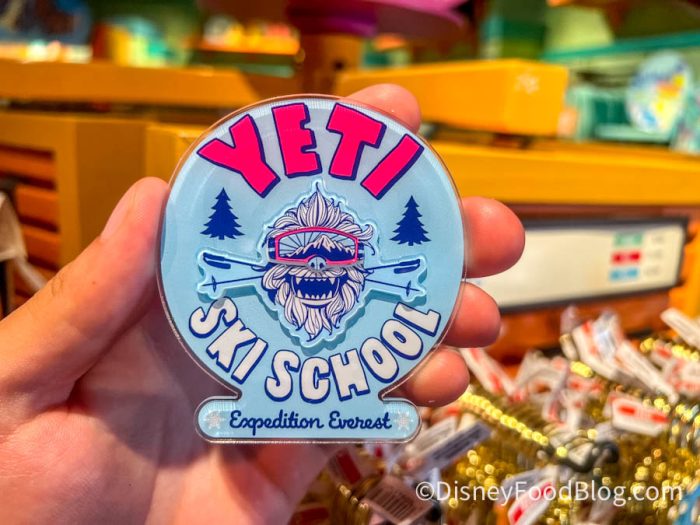 YETI
SKI SCHOOL
Expedition Everest
©DisneyFoodBlog.com